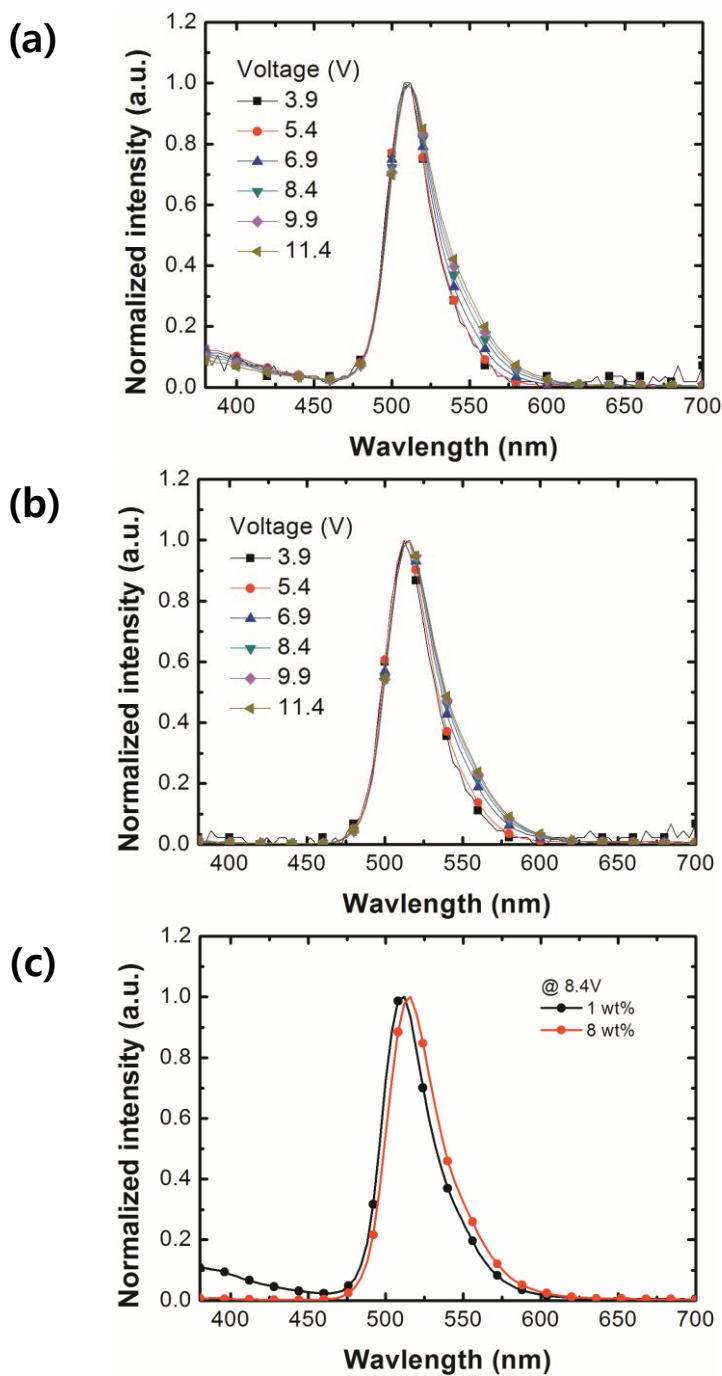 (a)
Normalized intensity (a.u.)
1.2
1.0
0.8
0.6
0.4
0.2
0.0
Voltage (V)
3.9
5.4
6.9
8.4
9.9
11.4
400 450 500 550 600 650 700
Wavlength (nm)
(b)
Normalized intensity (a.u.)
1.2
1.0
0.8
0.6
0.4
0.2
0.0
Voltage (V)
3.9
5.4
6.9
8.4
9.9
11.4
400 450 500 550 600 650 700
Wavlength (nm)
(c)
Normalized intensity (a.u.)
1.2
1.0
0.8
0.6
0.4
0.2
0.0
@ 8.4V
1 wt%
8 wt%
400 450 500 550 600 650 700
Wavlength (nm)